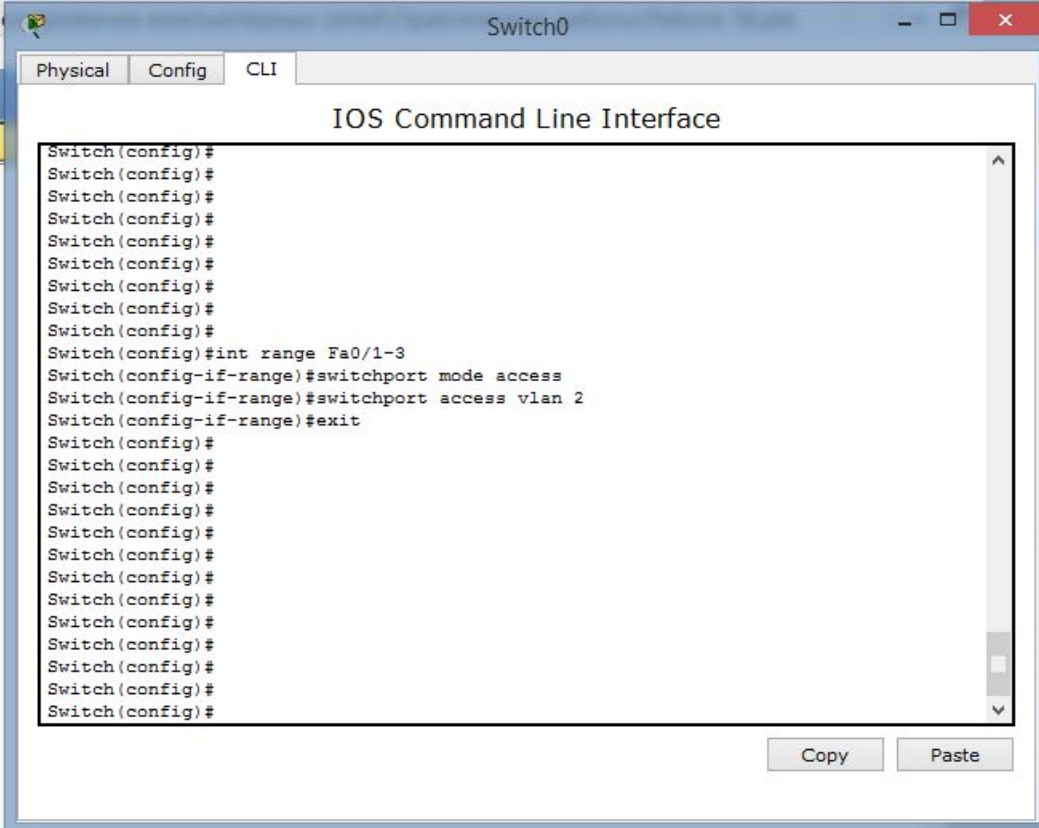 Switch0
Physical Config CLI
IOS Command Line Interface
Switch(config)#
Switch(config)#
Switch(config)#
Switch(config)#
Switch(config)#
Switch(config)#
Switch(config)#
Switch(config)#
Switch(config)#
Switch(config)#int range Fa0/1-3
Switch(config-if-range)#switchport mode access
Switch(config-if-range)#switchport access vlan 2
Switch(config-if-range)#exit
Switch(config)#
Switch(config)#
Switch(config)#
Switch(config)#
Switch(config)#
Switch(config)#
Switch(config)#
Switch(config)#
Switch(config)#
Switch(config)#
Switch(config)#
Switch(config)#
Switch(config)#
Copy Paste